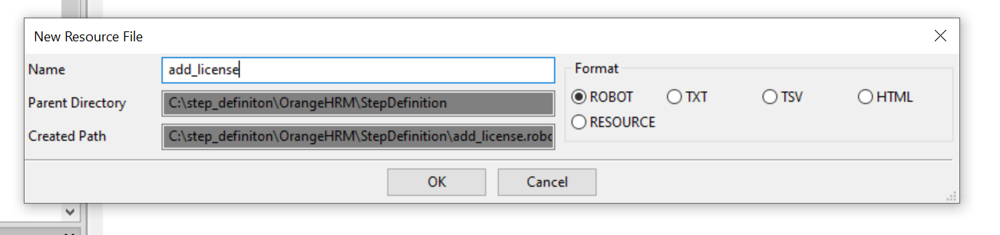 New Resource File
Name
add_license
Parent Directory
C:\step_definiton\OrangeHRM\StepDefinition
Created Path
C:\step_definiton\OrangeHRM\StepDefinition\add_license.robo
Format
ROBOT TXT TSV HTML
RESOURCE
OK Cancel